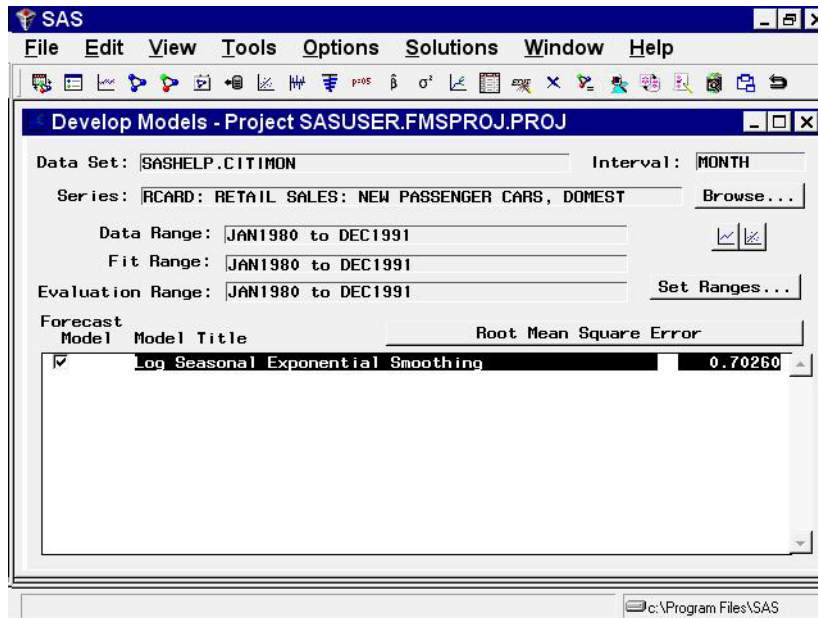 SAS
File Edit View Tools Options Solutions Window Help
p=05 β̂ σ²
Develop Models - Project SASUSER.FMSPROJ.PROJ
Data Set: SASHELP.CITIMON Interval: MONTH
Series: RCARD: RETAIL SALES: NEW PASSENGER CARS, DOMEST Browse...
Data Range: JAN1980 to DEC1991
Fit Range: JAN1980 to DEC1991
Evaluation Range: JAN1980 to DEC1991 Set Ranges...
Forecast
Model Model Title Root Mean Square Error
Log Seasonal Exponential Smoothing 0.70260
c:\Program Files\SAS